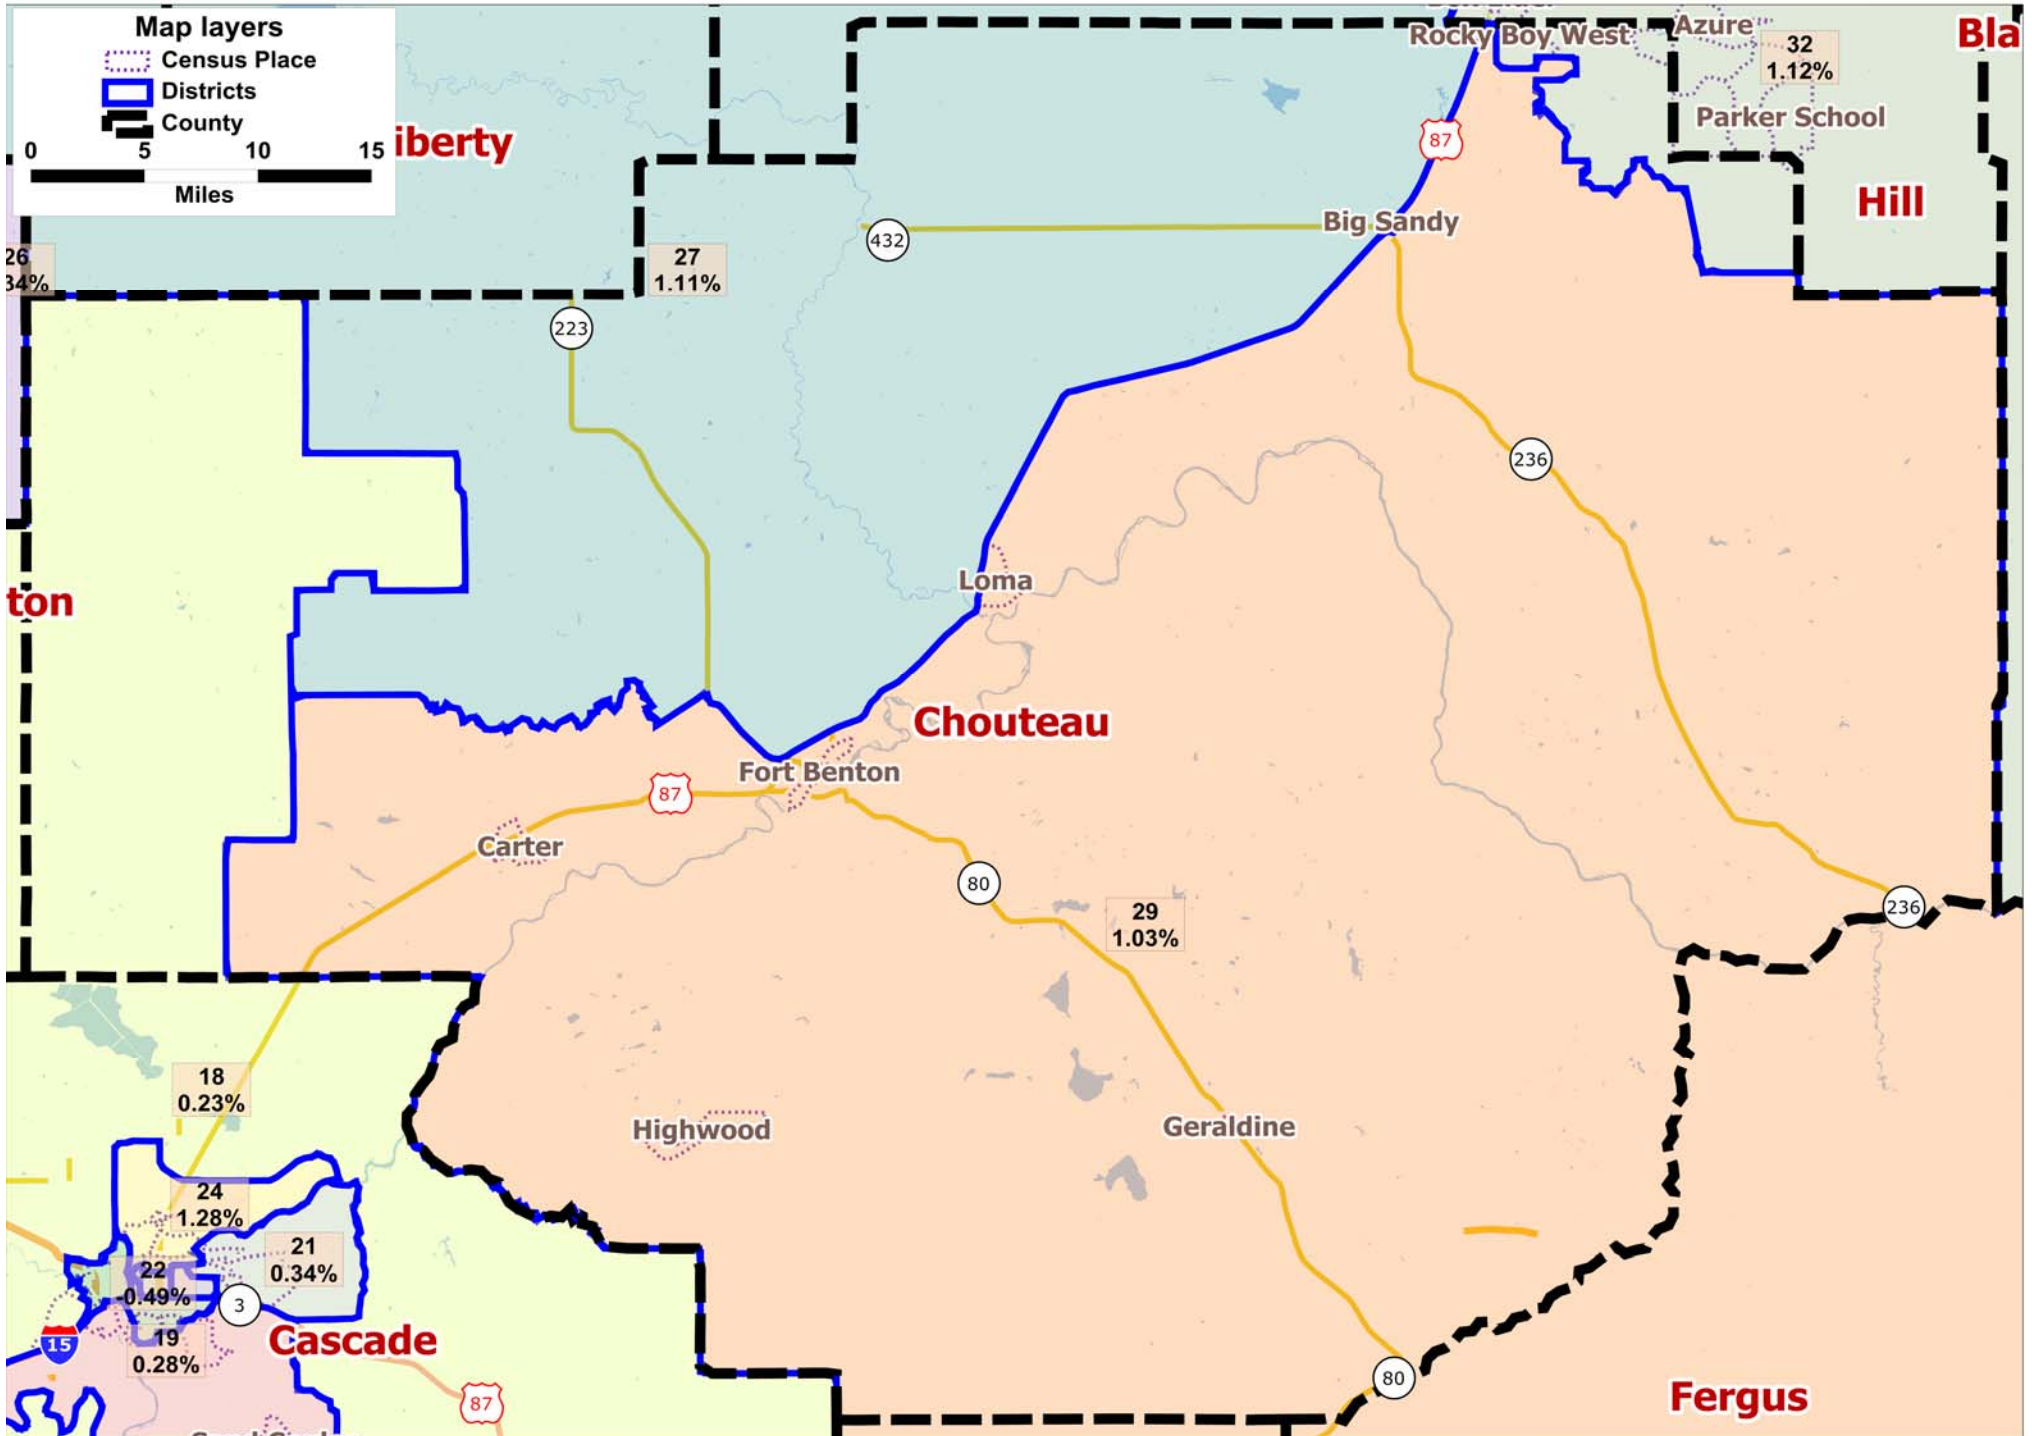 Map layers
Census Place
Districts
County
0 5 10 15
Miles
iberty
Rocky Boy West
Azure
32
1.12%
Bla
Parker School
87
Hill
Big Sandy
432
26
34%
27
1.11%
223
236
ton
Loma
Chouteau
Fort Benton
87
Carter
80
29
1.03%
236
18
0.23%
Highwood
Geraldine
24
1.28%
21
0.34%
22
-0.49%
3
19
0.28%
15
Cascade
87
80
Fergus